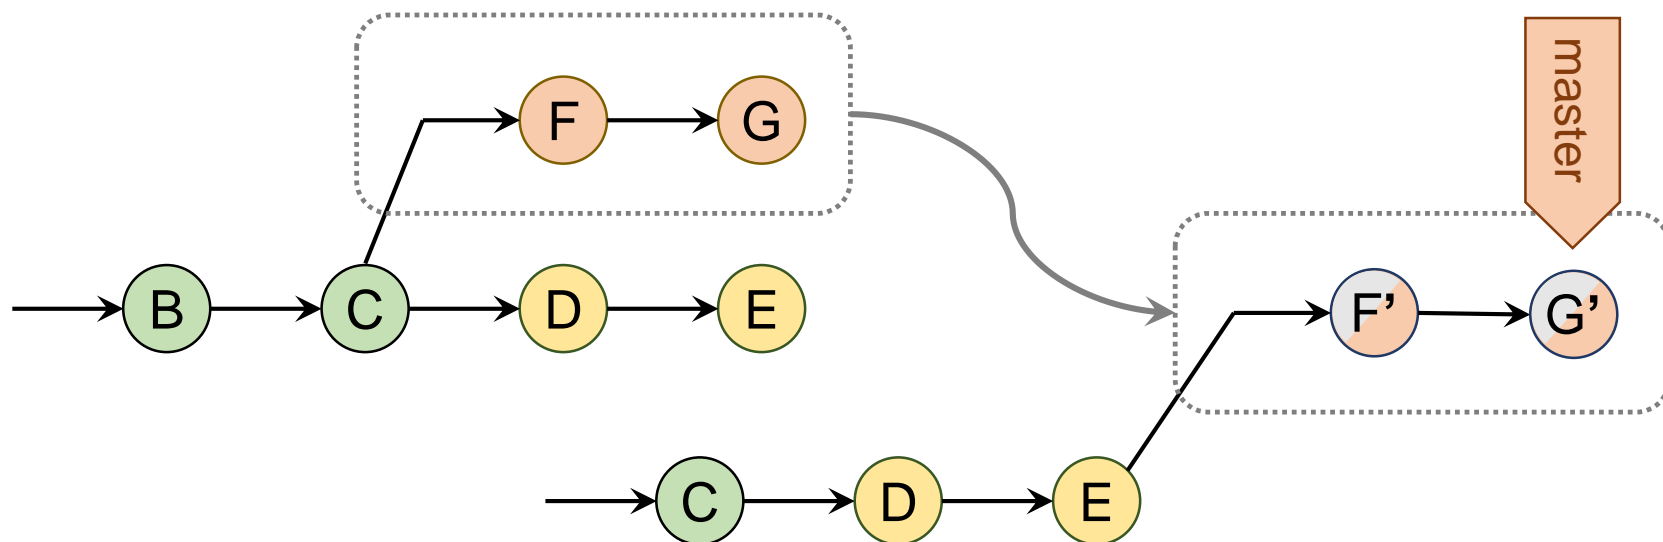 F G
master
B C D E
F’ G’
C D E